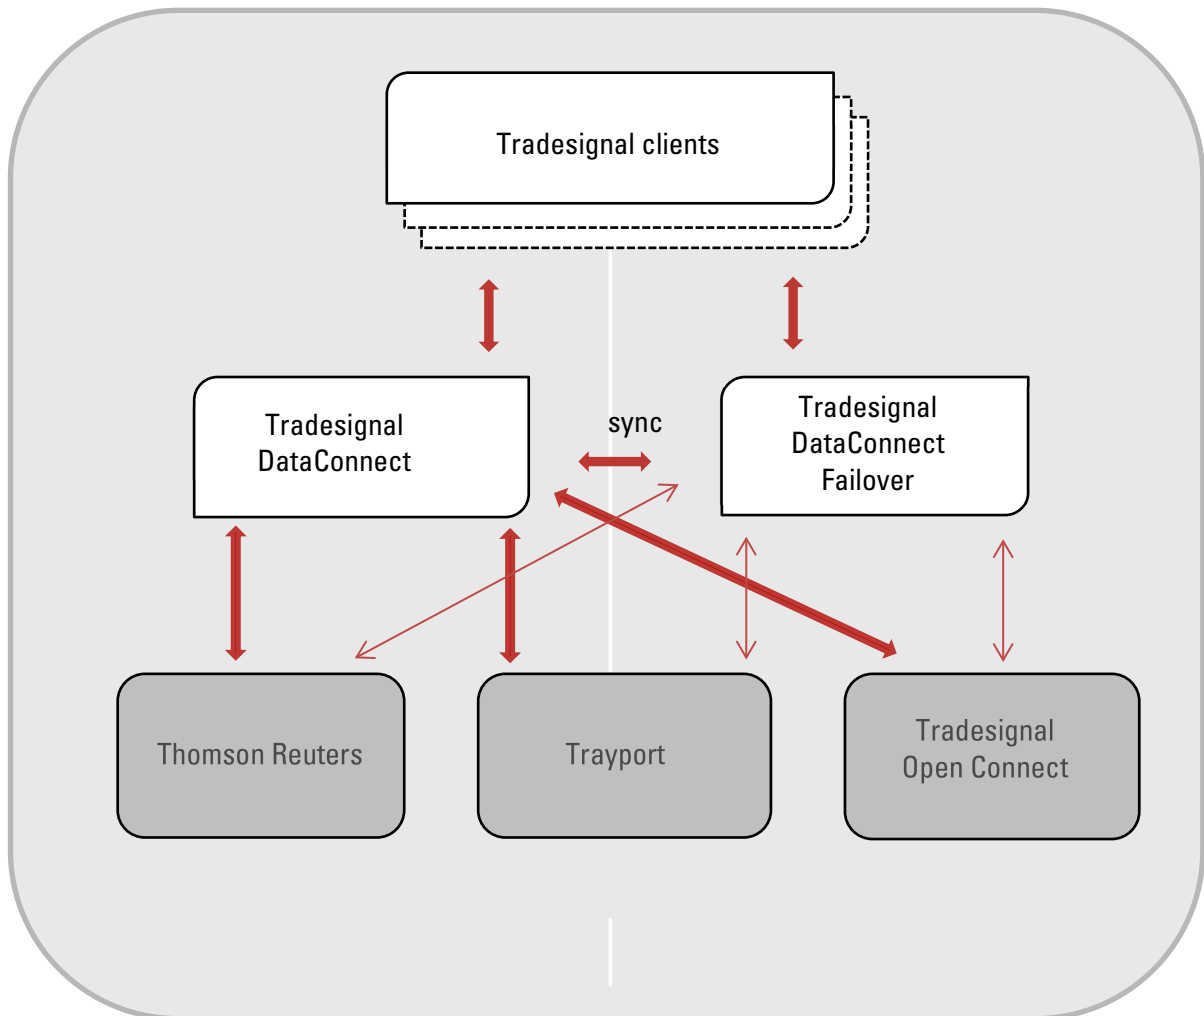 Tradesignal clients
Tradesignal
DataConnect
sync
Tradesignal
DataConnect
Failover
Thomson Reuters
Trayport
Tradesignal
Open Connect